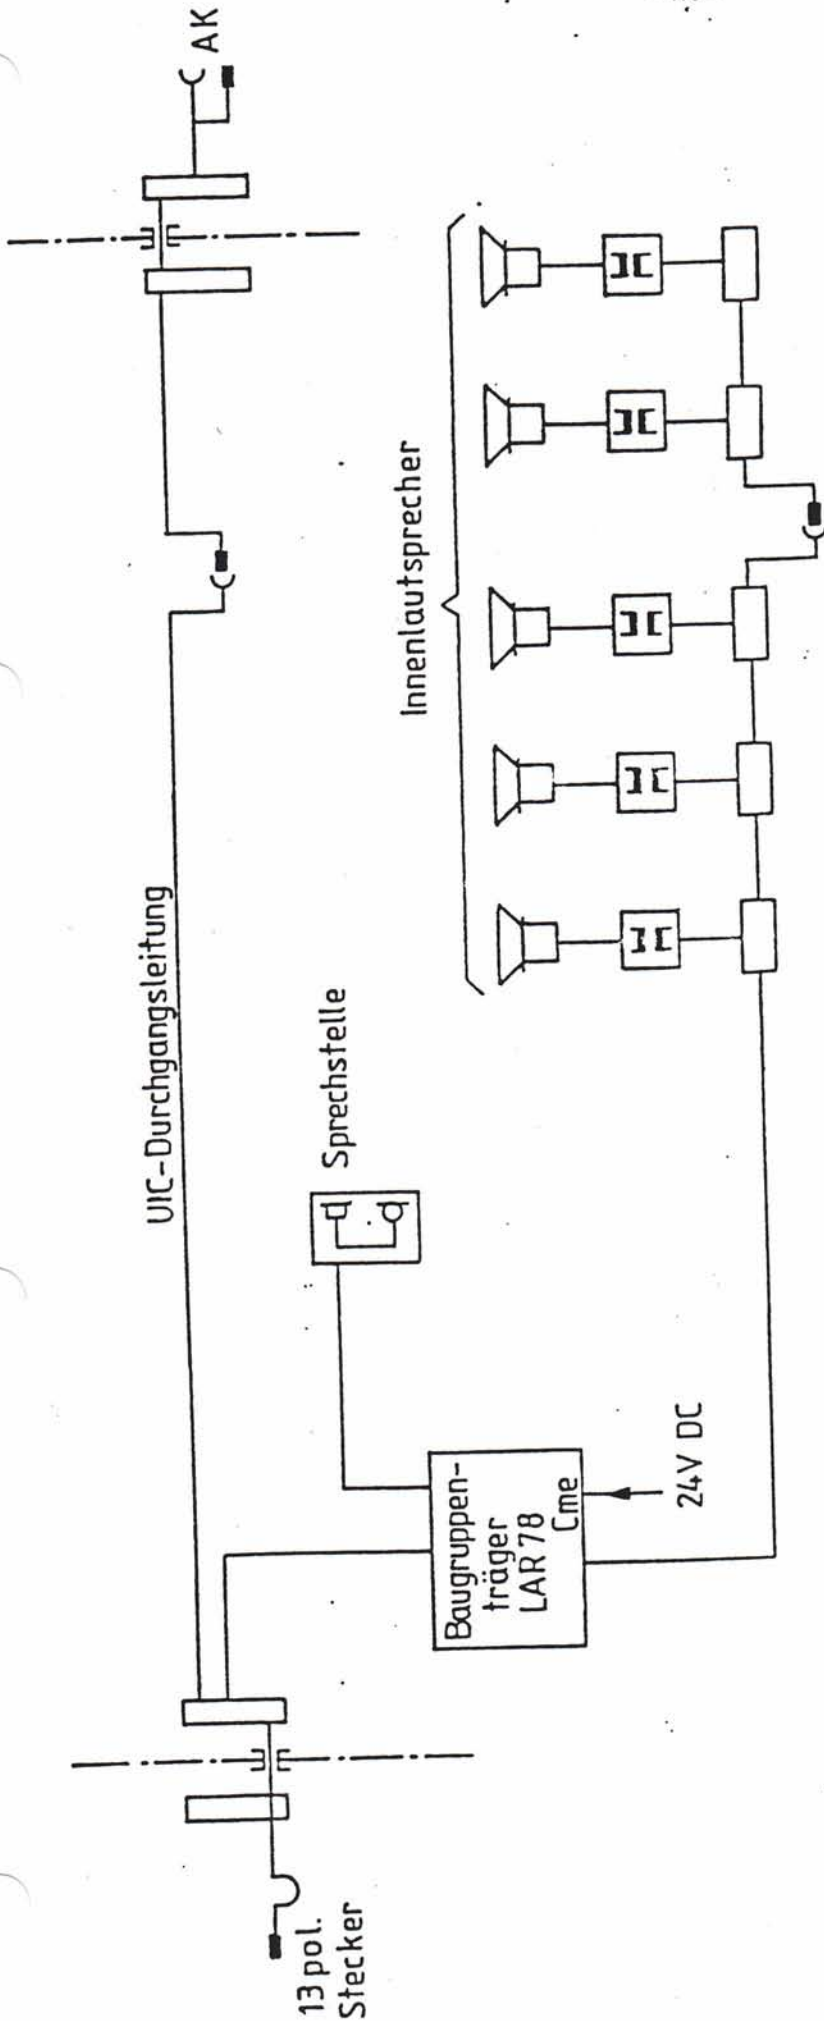 AK
UIC-Durchgangsleitung
Innenlautsprecher
Sprechstelle
Baugruppen-
träger
LAR 78
Cme
24V DC
13 pol.
Stecker